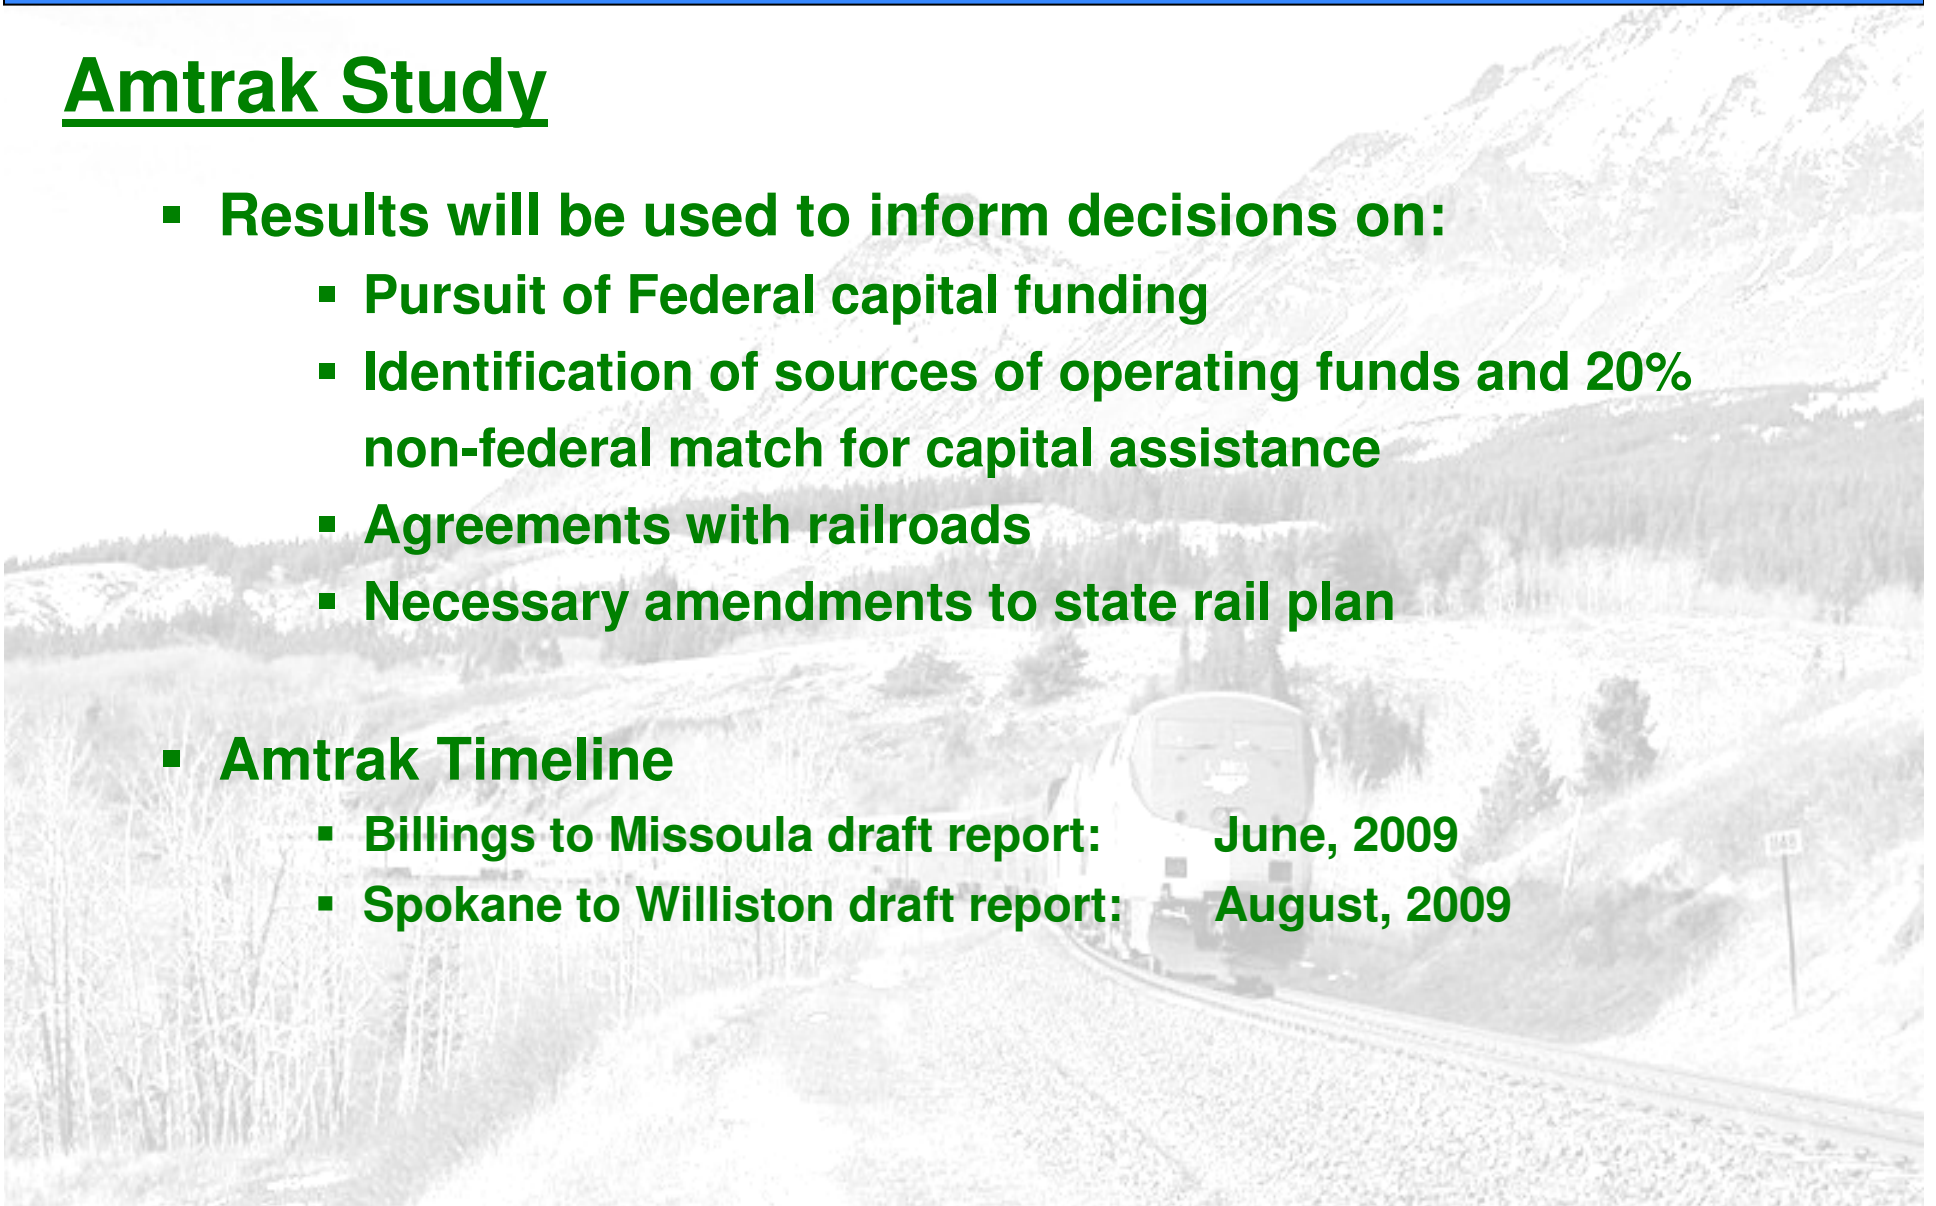 Amtrak Study
▪ Results will be used to inform decisions on:
▪ Pursuit of Federal capital funding
▪ Identification of sources of operating funds and 20%
non-federal match for capital assistance
▪ Agreements with railroads
▪ Necessary amendments to state rail plan
▪ Amtrak Timeline
▪ Billings to Missoula draft report: June, 2009
▪ Spokane to Williston draft report: August, 2009